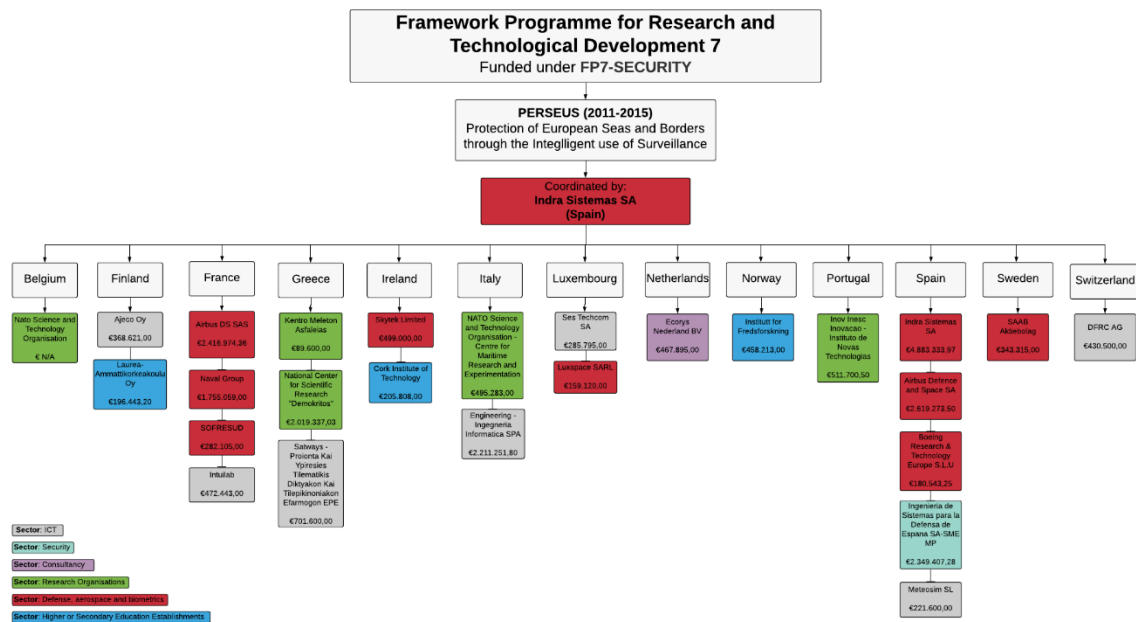 Framework Programme for Research and
Technological Development 7
Funded under FP7-SECURITY
PERSEUS (2011-2015)
Protection of European Seas and Borders
through the Integlligent use of Surveillance
Coordinated by:
Indra Sistemas SA
(Spain)
Belgium
Nato Science and
Technology
Organisation
€ N/A
Finland
Ajeco Oy
€368.621,00
Laurea-
Ammattikorkeakoulu
Oy
€196.443,20
France
Airbus DS SAS
€2.416.974,36
Naval Group
€1.755.059,00
SOFRESUD
€282.105,00
Intuilab
€472.443,00
Greece
Kentro Meleton
Asfaleias
€89.600,00
National Center
for Scientific
Research
"Demokritos"
€2.019.337,03
Satways -
Proionta Kai
Ypiresies
Tilematikis
Diktyakon Kai
Tilepikinoniakon
Efarmogon EPE
€701.600,00
Ireland
Skytek Limited
€499.000,00
Cork Institute of
Technology
€205.808,00
Italy
NATO Science
and Technology
Organisation -
Centre for
Maritime
Research and
Experimentation
€495.283,00
Engineering -
Ingegneria
Informatica SPA
€2.211.251,80
Luxembourg
Ses Techcom
SA
€285.795,00
Luxspace SARL
€159.120,00
Netherlands
Ecorys
Nederland BV
€467.895,00
Norway
Institutt for
Fredsforskning
€458.213,00
Portugal
Inov Inesc
Inovacao -
Instituto de
Novas
Technologias
€511.700,50
Spain
Indra Sistemas
SA
€4.883.333,97
Airbus Defence
and Space SA
€2.619.273,50
Boeing
Research &
Technology
Europe S.L.U
€180.543,25
Ingenieria de
Sistemas para la
Defensa de
Espana SA-SME
MP
€2.349.407,28
Meteosim SL
€221.600,00
Sweden
SAAB
Aktiebolag
€343.315,00
Switzerland
DFRC AG
€430.500,00
Sector: ICT
Sector: Security
Sector: Consultancy
Sector: Research Organisations
Sector: Defense, aerospace and biometrics
Sector: Higher or Secondary Education Establishments